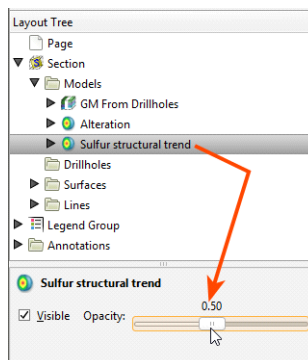 Layout Tree
Page
Section
Models
GM From Drillholes
Alteration
Sulfur structural trend
Drillholes
Surfaces
Lines
Legend Group
Annotations
Sulfur structural trend
0.50
Visible Opacity: